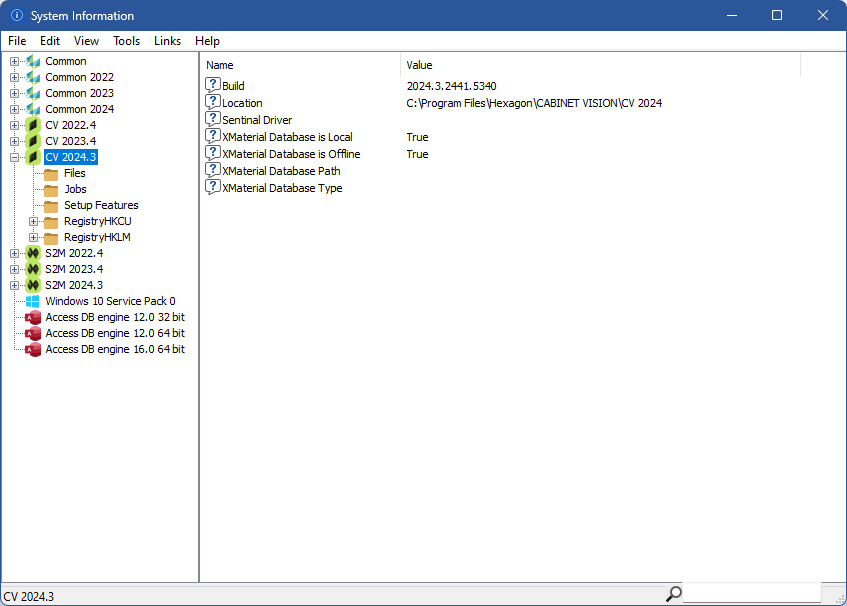 System Information
File Edit View Tools Links Help
Common
Common 2022
Common 2023
Common 2024
CV 2022.4
CV 2023.4
CV 2024.3
Files
Jobs
Setup Features
RegistryHKCU
RegistryHKLM
S2M 2022.4
S2M 2023.4
S2M 2024.3
Windows 10 Service Pack 0
Access DB engine 12.0 32 bit
Access DB engine 12.0 64 bit
Access DB engine 16.0 64 bit
Name Value
Build 2024.3.2441.5340
Location C:\Program Files\Hexagon\CABINET VISION\CV 2024
Sentinal Driver
XMaterial Database is Local True
XMaterial Database is Offline True
XMaterial Database Path
XMaterial Database Type
CV 2024.3